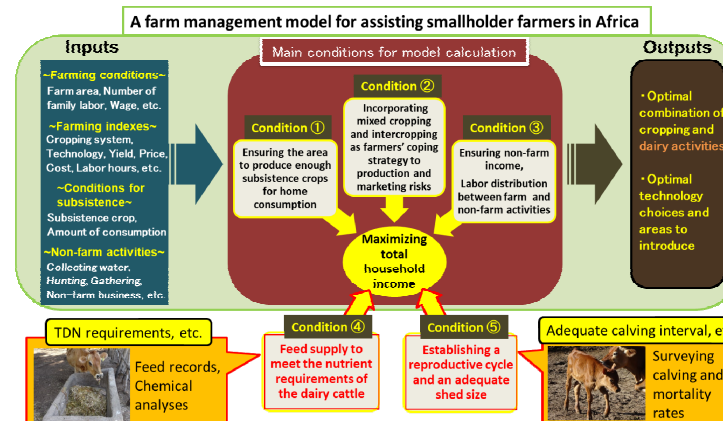 A farm management model for assisting smallholder farmers in Africa
Inputs
~Farming conditions~
Farm area, Number of
family labor, Wage, etc.
~Farming indexes~
Cropping system,
Technology, Yield, Price,
Cost, Labor hours, etc.
~Conditions for
subsistence~
Subsistence crop,
Amount of consumption
~Non-farm activities~
Collecting water,
Hunting, Gathering,
Non-farm business, etc.
Main conditions for model calculation
Condition ①
Ensuring the area
to produce enough
subsistence crops
for home
consumption
Condition ②
Incorporating
mixed cropping
and intercropping
as farmers' coping
strategy to
production and
marketing risks
Condition ③
Ensuring non-farm
income,
Labor distribution
between farm and
non-farm activities
Maximizing
total
household
income
Outputs
・Optimal
combination of
cropping and
dairy activities
・Optimal
technology
choices and
areas to
introduce
TDN requirements, etc.
Feed records,
Chemical
analyses
Condition ④
Feed supply to
meet the nutrient
requirements of
the dairy cattle
Condition ⑤
Establishing a
reproductive cycle
and an adequate
shed size
Adequate calving interval,
Surveying
calving and
mortality
rates